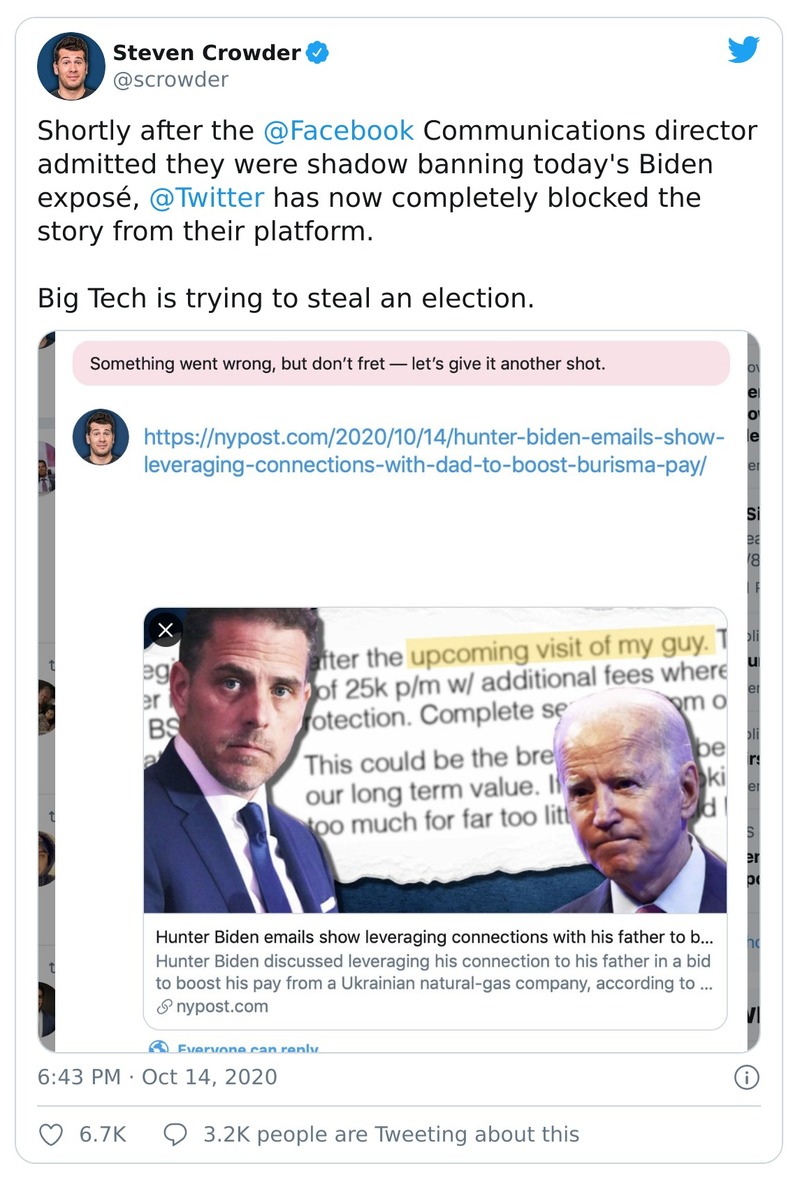 Steven Crowder
@scrowder
Shortly after the @Facebook Communications director
admitted they were shadow banning today's Biden
exposé, @Twitter has now completely blocked the
story from their platform.
Big Tech is trying to steal an election.
Something went wrong, but don’t fret — let’s give it another shot.
https://nypost.com/2020/10/14/hunter-biden-emails-show-
leveraging-connections-with-dad-to-boost-burisma-pay/
after the upcoming visit of my guy. T
of 25k p/m w/ additional fees where
rotection. Complete se
om o
BS
This could be the bre
be
our long term value. I
oki
too much for far too litt
d
Hunter Biden emails show leveraging connections with his father to b...
Hunter Biden discussed leveraging his connection to his father in a bid
to boost his pay from a Ukrainian natural-gas company, according to ...
nypost.com
Everyone can reply
6:43 PM · Oct 14, 2020
6.7K 3.2K people are Tweeting about this